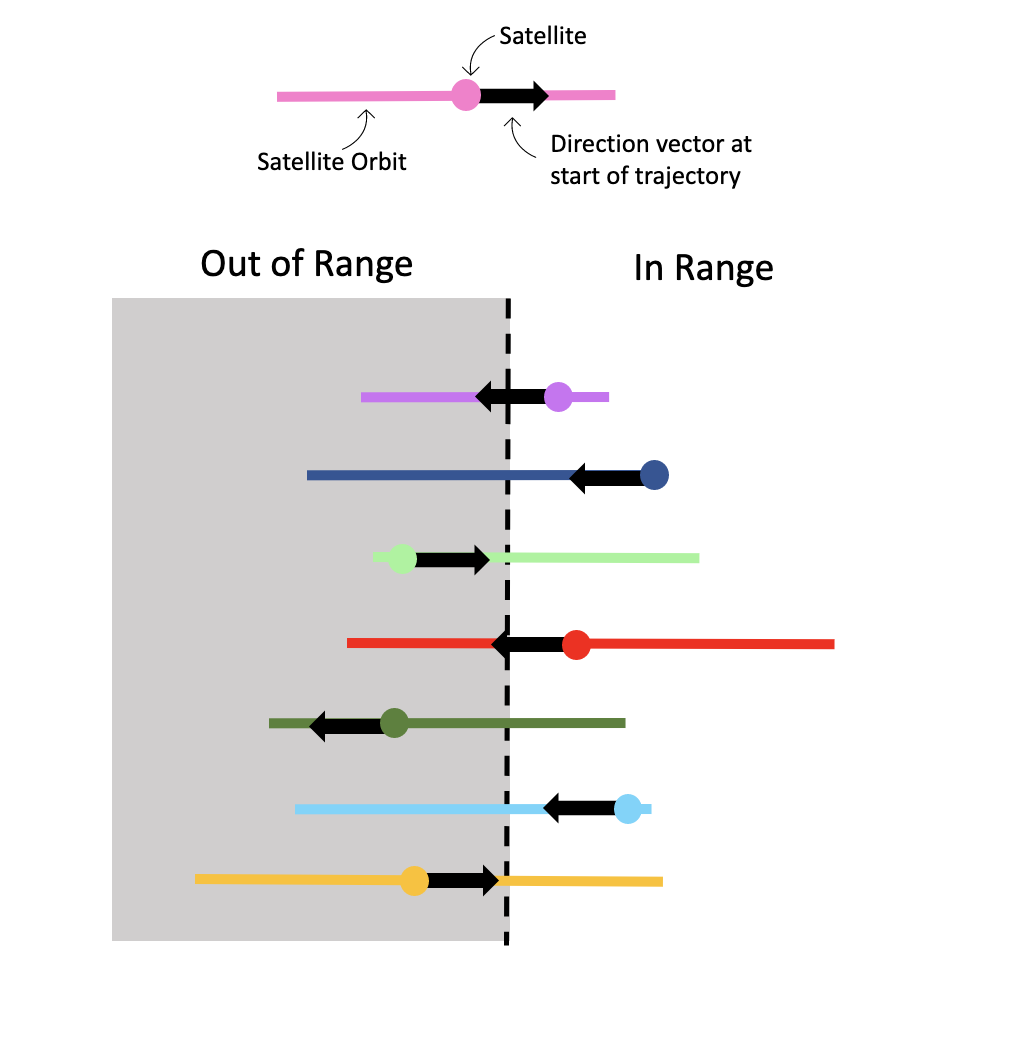 Satellite
Satellite Orbit
Direction vector at
start of trajectory
Out of Range
In Range